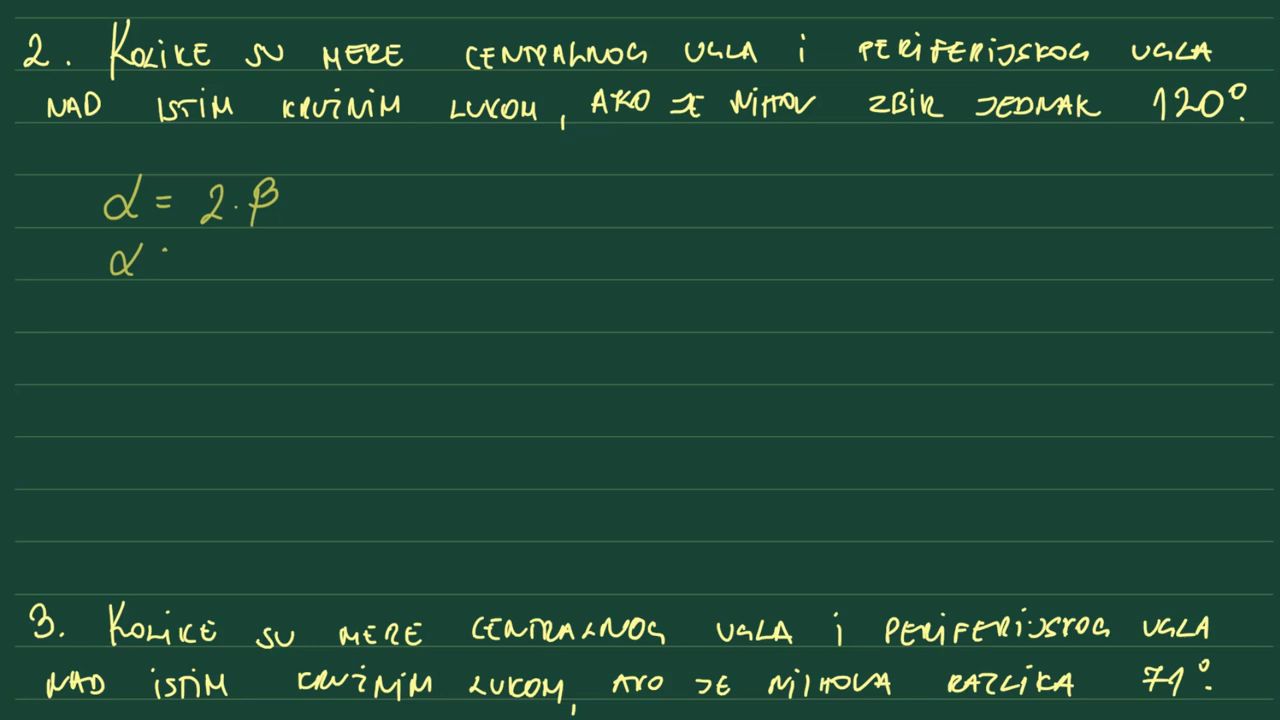 2. KOLIKE SU MERE CENTRALNOG UGLA I PERIFERIJSKOG UGLA
NAD ISTIM KRUŽNIM LUKOM, AKO JE NJIHOV ZBIR JEDNAK 120°?
α = 2 · β
α
3. KOLIKE SU MERE CENTRALNOG UGLA I PERIFERIJSKOG UGLA
NAD ISTIM KRUŽNIM LUKOM, AKO JE NJIHOVA RAZLIKA 71°?